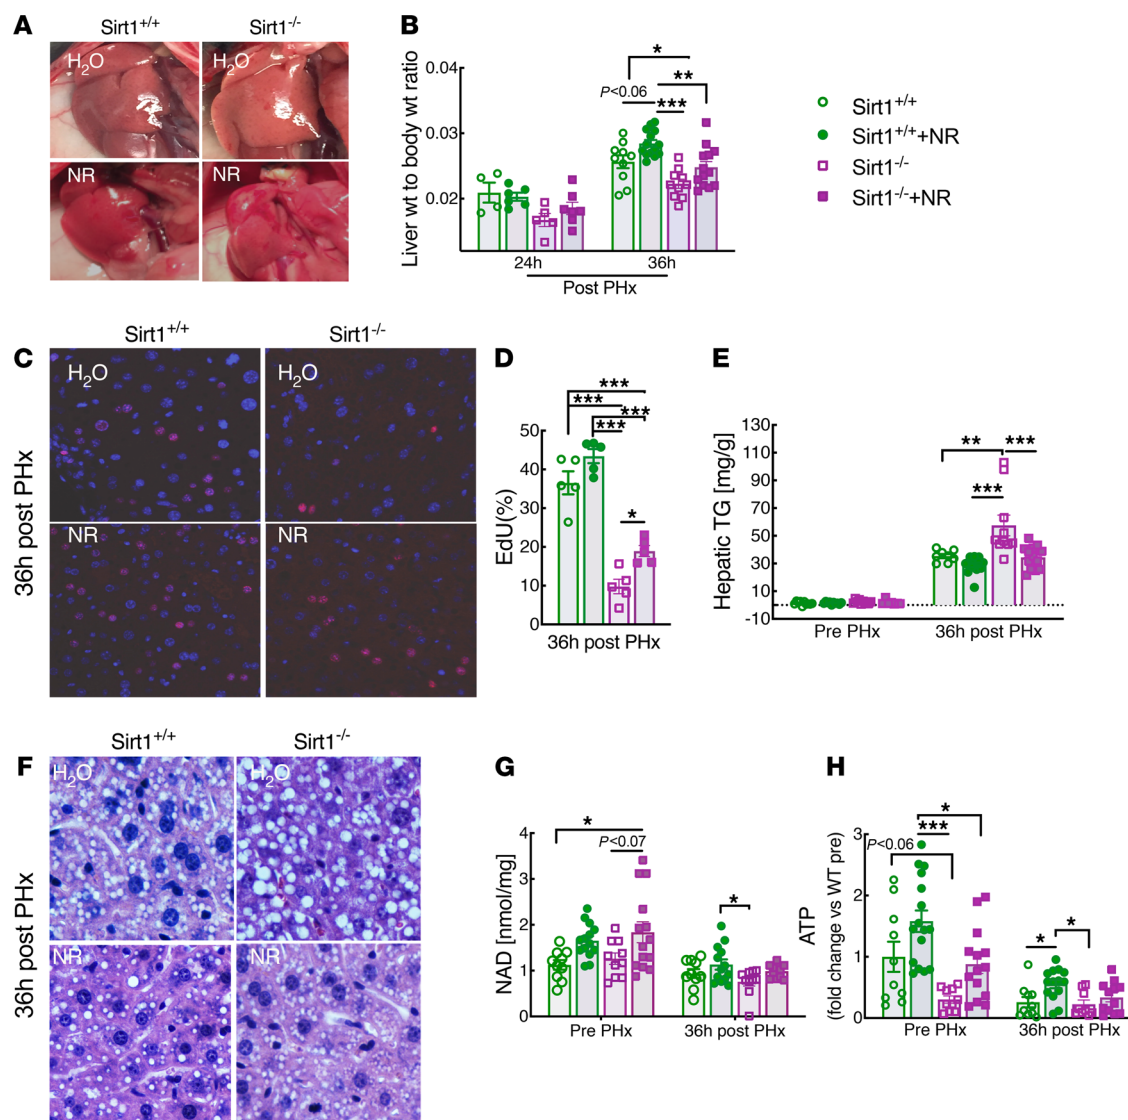 A
Sirt1+/+
Sirt1-/-
H2O
H2O
NR
NR
B
Liver wt to body wt ratio
0.04
0.03
0.02
P<0.06
*
**
***
24h
36h
Post PHx
Sirt1+/+
Sirt1+/++NR
Sirt1-/-
Sirt1-/-+NR
C
Sirt1+/+
Sirt1-/-
36h post PHx
H2O
H2O
NR
NR
D
EdU(%)
50
40
30
20
10
0
***
***
***
***
*
36h post PHx
E
Hepatic TG [mg/g]
130
110
90
70
50
30
10
-10
**
***
***
Pre PHx
36h post PHx
F
Sirt1+/+
Sirt1-/-
36h post PHx
H2O
H2O
NR
NR
G
NAD [nmol/mg]
4
3
2
1
0
*
P<0.07
*
Pre PHx
36h post PHx
H
ATP
(fold change vs WT pre)
3
2
1
0
*
***
P<0.06
*
*
Pre PHx
36h post PHx